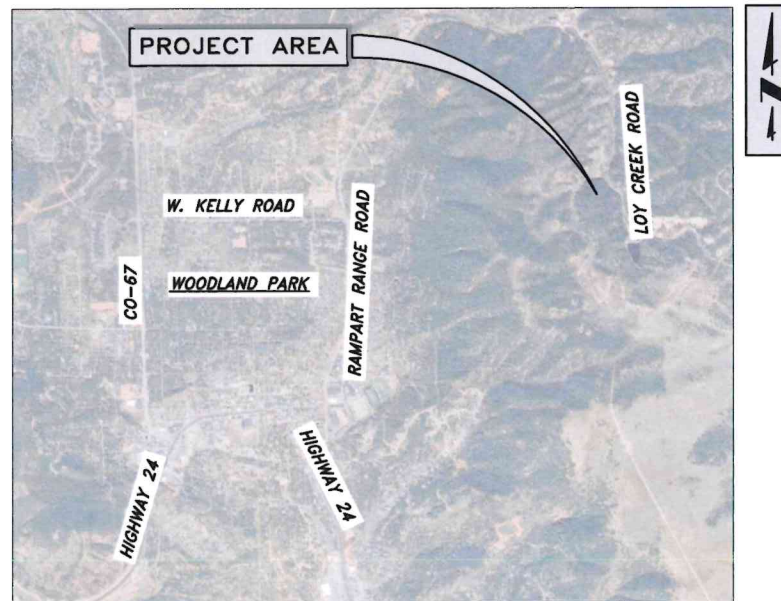 PROJECT AREA
LOY CREEK ROAD
W. KELLY ROAD
RAMPART RANGE ROAD
WOODLAND PARK
CO-67
HIGHWAY 24
HIGHWAY 24
N